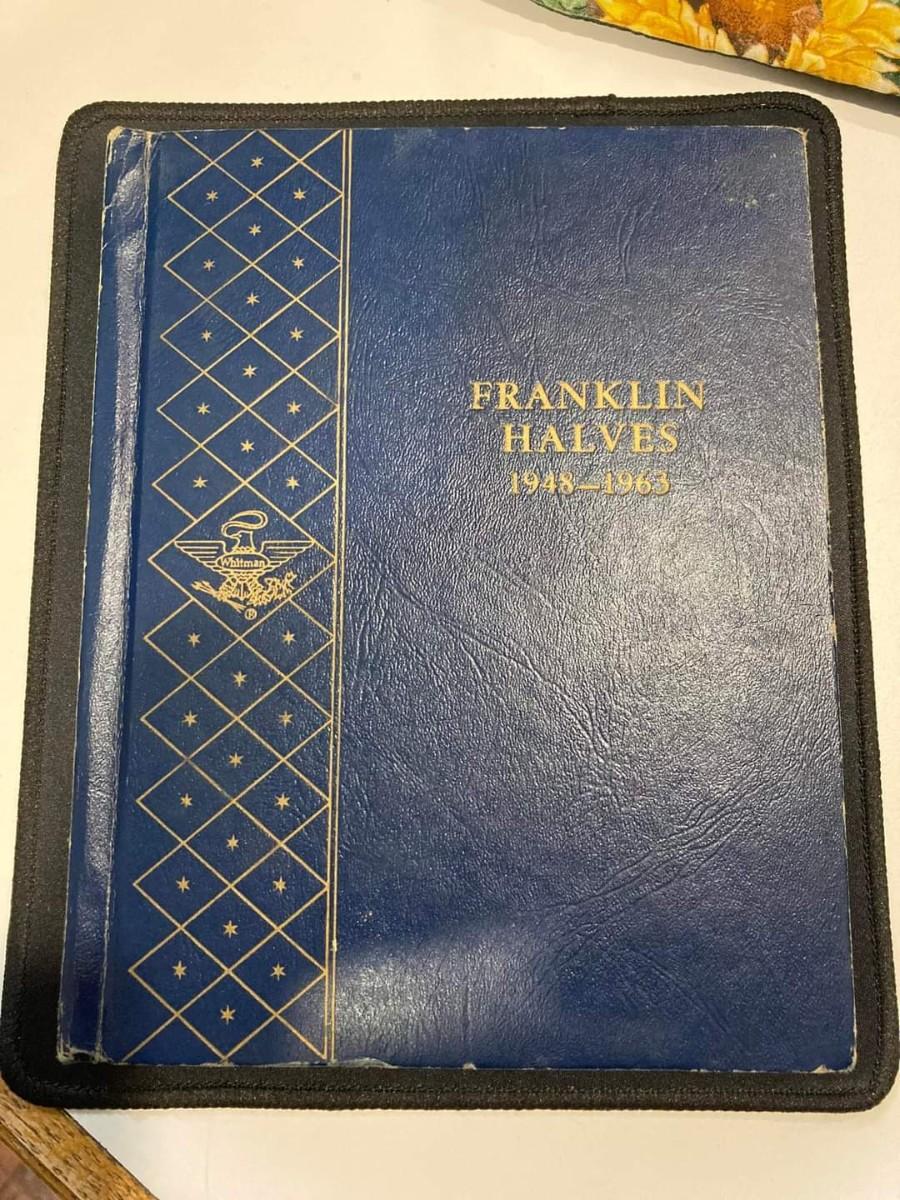 FRANKLIN
HALVES
1948–1963
Whitman
®